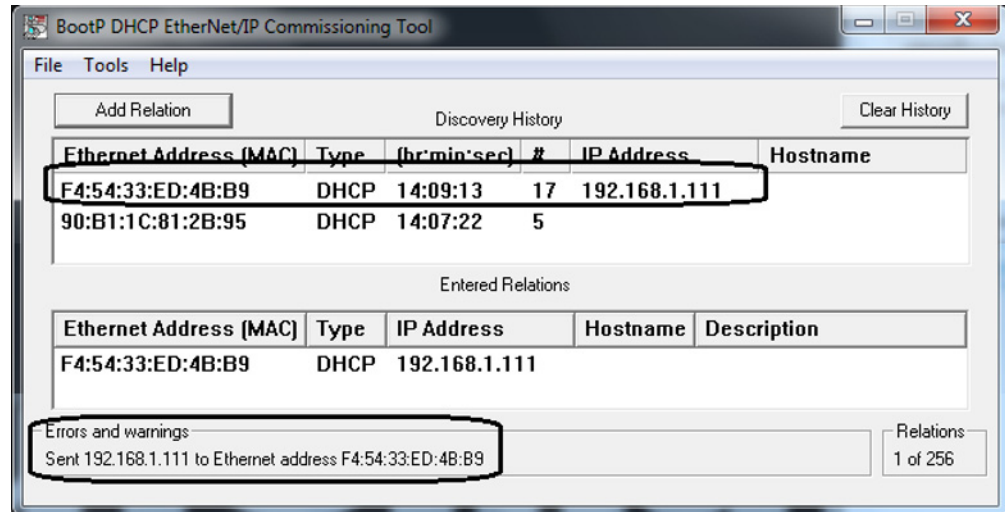 BootP DHCP EtherNet/IP Commissioning Tool
File Tools Help
Add Relation Discovery History Clear History
Ethernet Address (MAC) Type (hr:min:sec) # IP Address Hostname
F4:54:33:ED:4B:B9 DHCP 14:09:13 17 192.168.1.111
90:B1:1C:81:2B:95 DHCP 14:07:22 5
Entered Relations
Ethernet Address (MAC) Type IP Address Hostname Description
F4:54:33:ED:4B:B9 DHCP 192.168.1.111
Errors and warnings Relations
Sent 192.168.1.111 to Ethernet address F4:54:33:ED:4B:B9 1 of 256